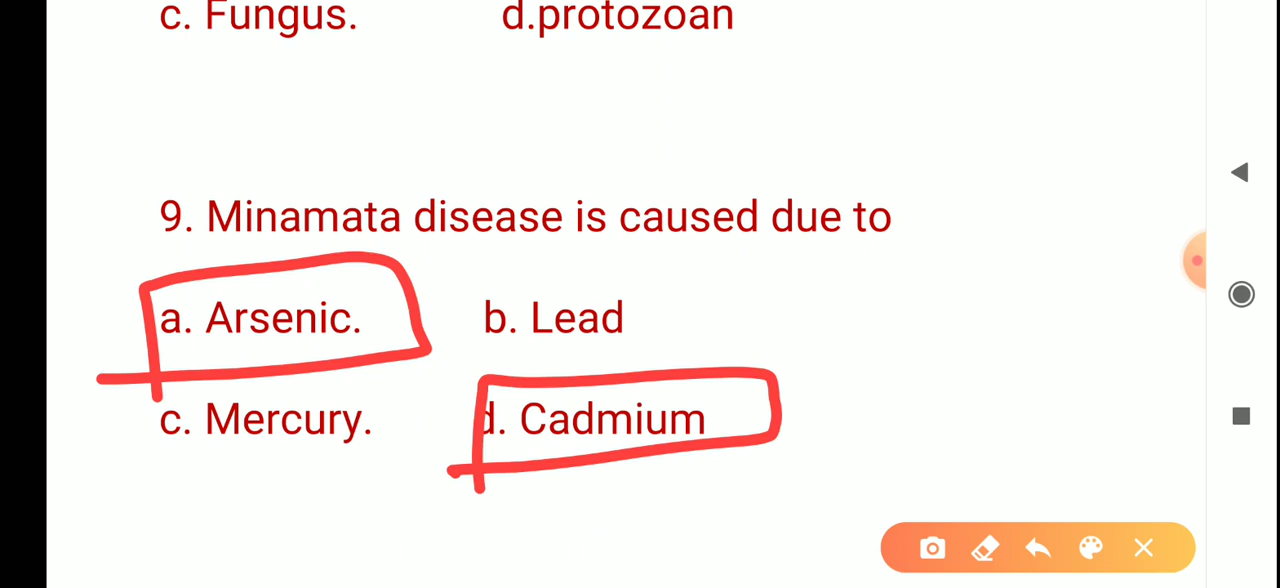 c. Fungus. d.protozoan
9. Minamata disease is caused due to
a. Arsenic. b. Lead
c. Mercury. d. Cadmium